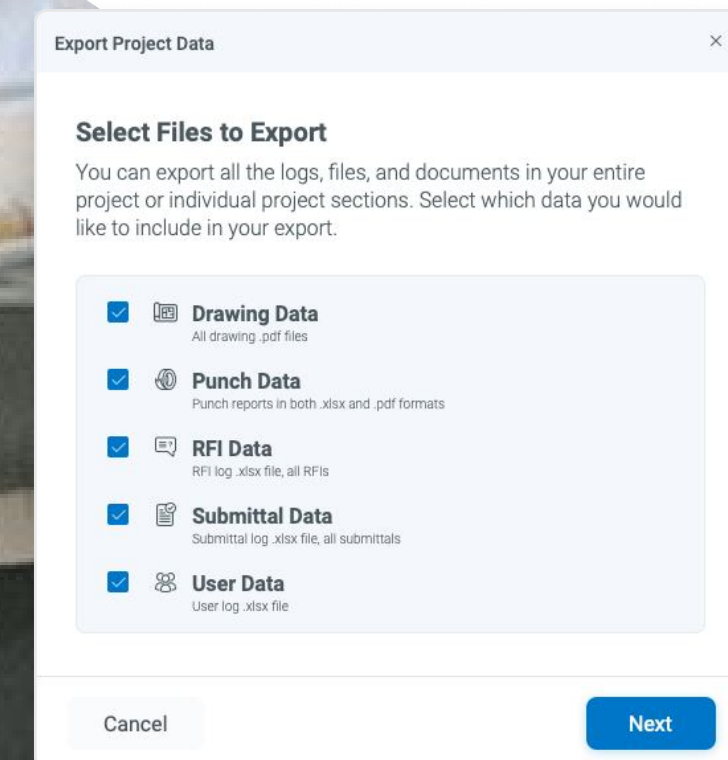 Export Project Data
Select Files to Export
You can export all the logs, files, and documents in your entire
project or individual project sections. Select which data you would
like to include in your export.
Drawing Data
All drawing .pdf files
Punch Data
Punch reports in both .xlsx and .pdf formats
RFI Data
RFI log .xlsx file, all RFIs
Submittal Data
Submittal log .xlsx file, all submittals
User Data
User log .xlsx file
Cancel
Next